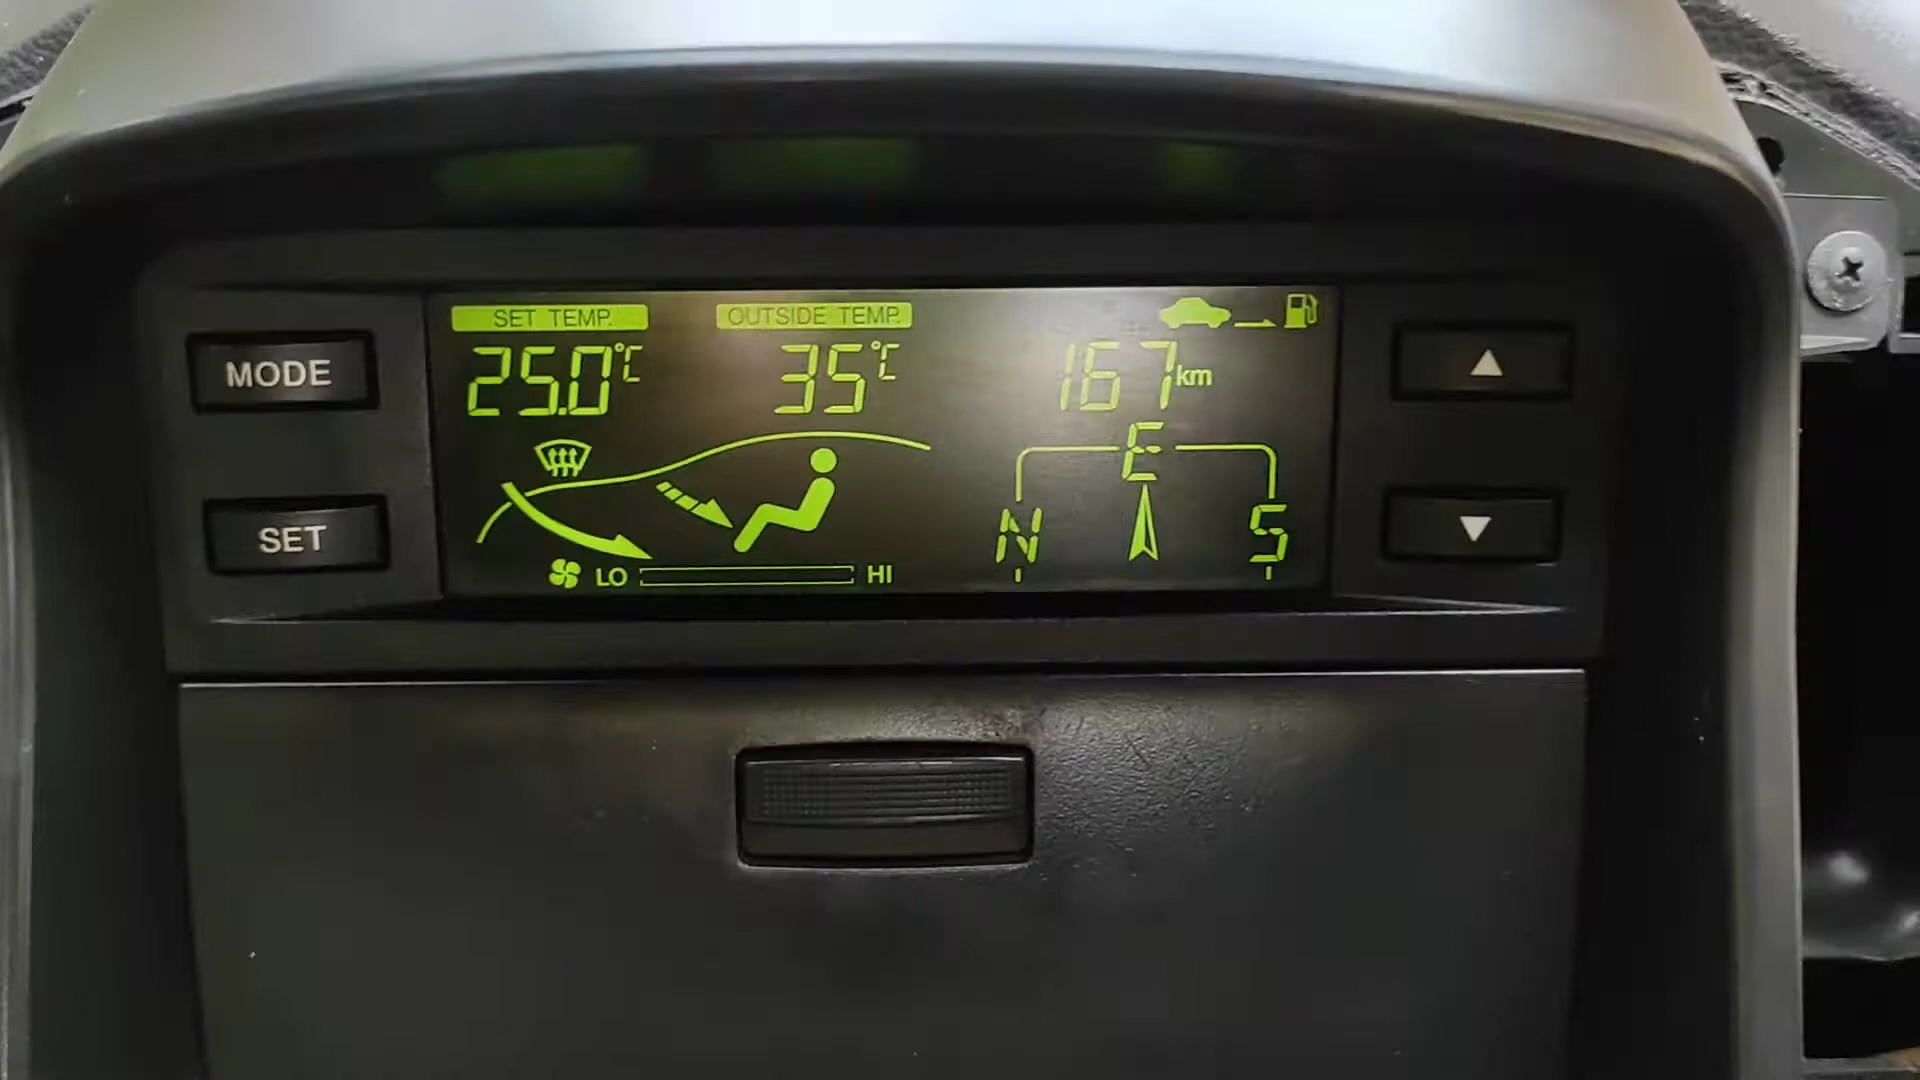 SET TEMP. OUTSIDE TEMP.
25.0°C 35°C 167km
MODE
E
N S
SET
LO HI